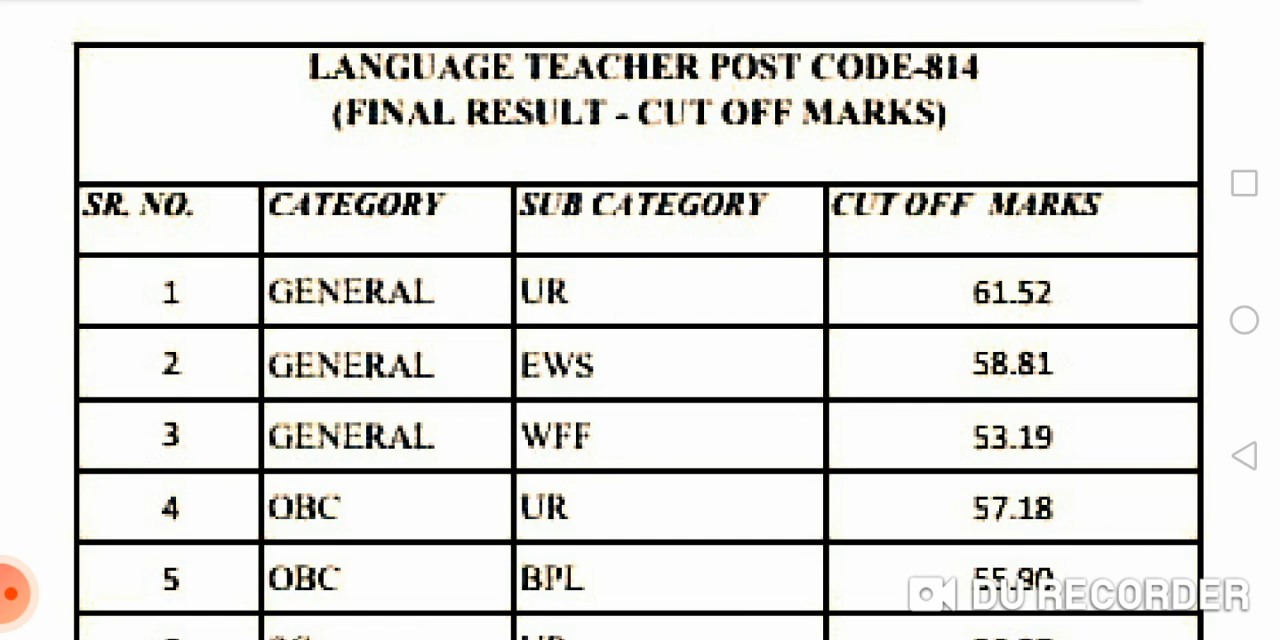 LANGUAGE TEACHER POST CODE-814
(FINAL RESULT - CUT OFF MARKS)
SR. NO. CATEGORY SUB CATEGORY CUT OFF MARKS
1 GENERAL UR 61.52
2 GENERAL EWS 58.81
3 GENERAL WFF 53.19
4 OBC UR 57.18
5 OBC BPL 55.90
DU RECORDER